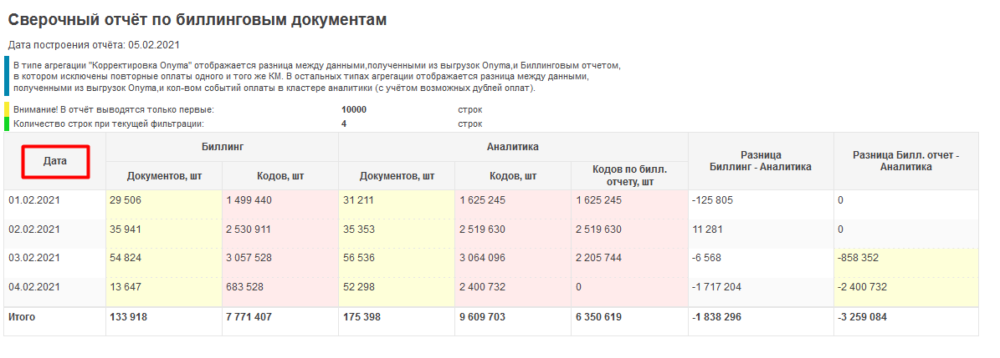 Сверочный отчёт по биллинговым документам
Дата построения отчёта: 05.02.2021
В типе агрегации "Корректировка Onyma" отображается разница между данными,полученными из выгрузок Onyma,и Биллинговым отчетом,
в котором исключены повторные оплаты одного и того же КМ. В остальных типах агрегации отображается разница между данными,
полученными из выгрузок Onyma,и кол-вом событий оплаты в кластере аналитики (с учётом возможных дублей оплат).
Внимание! В отчёт выводятся только первые: 10000 строк
Количество строк при текущей фильтрации: 4 строк
Дата Биллинг Аналитика Разница Биллинг - Аналитика Разница Билл. отчет - Аналитика
Документов, шт Кодов, шт Документов, шт Кодов, шт Кодов по билл. отчету, шт
01.02.2021 29 506 1 499 440 31 211 1 625 245 1 625 245 -125 805 0
02.02.2021 35 941 2 530 911 35 353 2 519 630 2 519 630 11 281 0
03.02.2021 54 824 3 057 528 56 536 3 064 096 2 205 744 -6 568 -858 352
04.02.2021 13 647 683 528 52 298 2 400 732 0 -1 717 204 -2 400 732
Итого 133 918 7 771 407 175 398 9 609 703 6 350 619 -1 838 296 -3 259 084